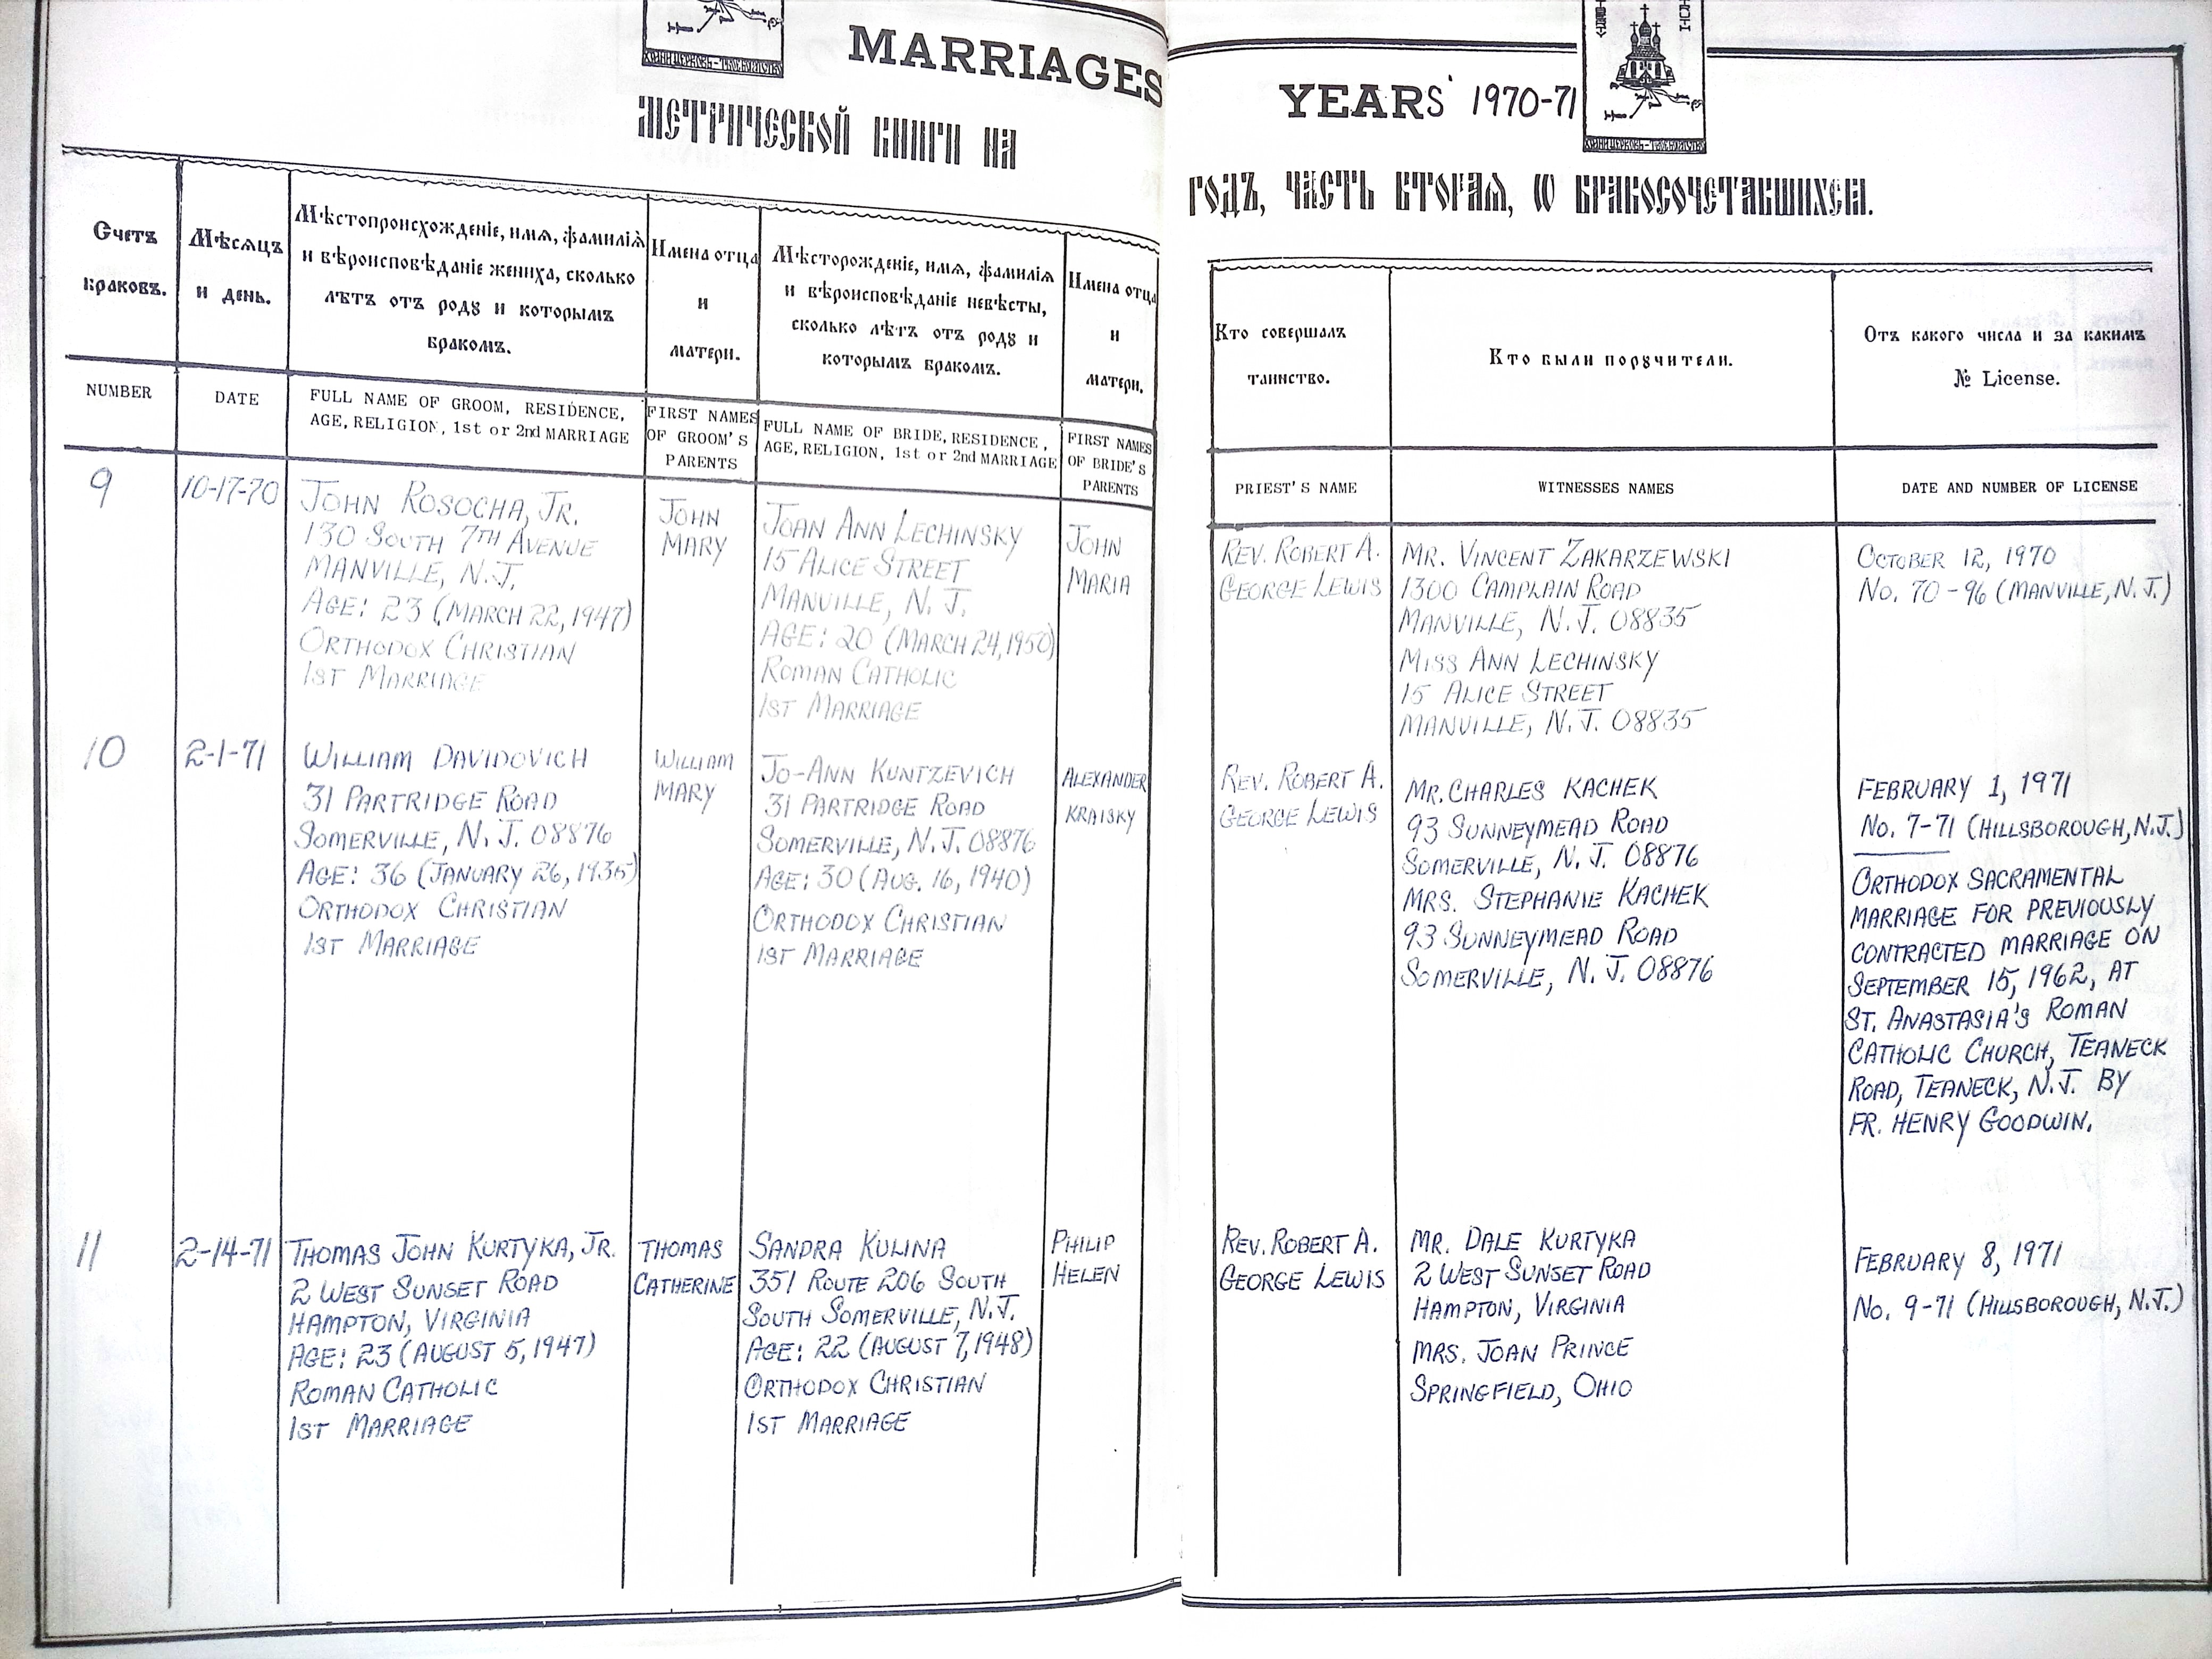 MARRIAGES
МЕТРИЧЕСКОЙ КНИГИ НА
Счетъ
браковъ.
Мѣсяцъ
и день.
Мѣстопроисхожденіе, имя, фамилія
и вѣроисповѣданіе жениха, сколько
лѣтъ отъ роду и которымъ
бракомъ.
Имена отца
и
матери.
Мѣсторожденіе, имя, фамилія
и вѣроисповѣданіе невѣсты,
сколько лѣтъ отъ роду и
которымъ бракомъ.
Имена отца
и
матери.
NUMBER
DATE
FULL NAME OF GROOM, RESIDENCE,
AGE, RELIGION, 1st or 2nd MARRIAGE
FIRST NAMES
OF GROOM'S
PARENTS
FULL NAME OF BRIDE, RESIDENCE,
AGE, RELIGION, 1st or 2nd MARRIAGE
FIRST NAMES
OF BRIDE'S
PARENTS
9
10-17-70
JOHN ROSOCHA, JR.
130 SOUTH 7TH AVENUE
MANVILLE, N.J.
AGE: 23 (MARCH 22, 1947)
ORTHODOX CHRISTIAN
1ST MARRIAGE
JOHN
MARY
JOAN ANN LECHINSKY
15 ALICE STREET
MANVILLE, N.J.
AGE: 20 (MARCH 24, 1950)
ROMAN CATHOLIC
1ST MARRIAGE
JOHN
MARIA
10
2-1-71
WILLIAM DAVIDOVICH
31 PARTRIDGE ROAD
SOMERVILLE, N.J. 08876
AGE: 36 (JANUARY 26, 1935)
ORTHODOX CHRISTIAN
1ST MARRIAGE
WILLIAM
MARY
JO-ANN KUNTZEVICH
31 PARTRIDGE ROAD
SOMERVILLE, N.J. 08876
AGE: 30 (AUG. 16, 1940)
ORTHODOX CHRISTIAN
1ST MARRIAGE
ALEXANDER
KRAISKY
11
2-14-71
THOMAS JOHN KURTYKA, JR.
2 WEST SUNSET ROAD
HAMPTON, VIRGINIA
AGE: 23 (AUGUST 5, 1947)
ROMAN CATHOLIC
1ST MARRIAGE
THOMAS
CATHERINE
SANDRA KULINA
351 ROUTE 206 SOUTH
SOUTH SOMERVILLE, N.J.
AGE: 22 (AUGUST 7, 1948)
ORTHODOX CHRISTIAN
1ST MARRIAGE
PHILIP
HELEN
YEARS 1970-71
ГОДЪ, ЧАСТЬ ВТОРАЯ, Ѡ БРАКОСОЧЕТАВШИХСЯ.
Кто совершалъ
таинство.
Кто были поручители.
Отъ какого числа и за какимъ
№ License.
PRIEST'S NAME
WITNESSES NAMES
DATE AND NUMBER OF LICENSE
REV. ROBERT A.
GEORGE LEWIS
MR. VINCENT ZAKARZEWSKI
1300 CAMPLAIN ROAD
MANVILLE, N.J. 08835
MISS ANN LECHINSKY
15 ALICE STREET
MANVILLE, N.J. 08835
OCTOBER 12, 1970
NO. 70-96 (MANVILLE, N.J.)
REV. ROBERT A.
GEORGE LEWIS
MR. CHARLES KACHEK
93 SUNNEYMEAD ROAD
SOMERVILLE, N.J. 08876
MRS. STEPHANIE KACHEK
93 SUNNEYMEAD ROAD
SOMERVILLE, N.J. 08876
FEBRUARY 1, 1971
NO. 7-71 (HILLSBOROUGH, N.J.)
ORTHODOX SACRAMENTAL
MARRIAGE FOR PREVIOUSLY
CONTRACTED MARRIAGE ON
SEPTEMBER 15, 1962, AT
ST. ANASTASIA'S ROMAN
CATHOLIC CHURCH, TEANECK
ROAD, TEANECK, N.J. BY
FR. HENRY GOODWIN.
REV. ROBERT A.
GEORGE LEWIS
MR. DALE KURTYKA
2 WEST SUNSET ROAD
HAMPTON, VIRGINIA
MRS. JOAN PRINCE
SPRINGFIELD, OHIO
FEBRUARY 8, 1971
NO. 9-71 (HILLSBOROUGH, N.J.)